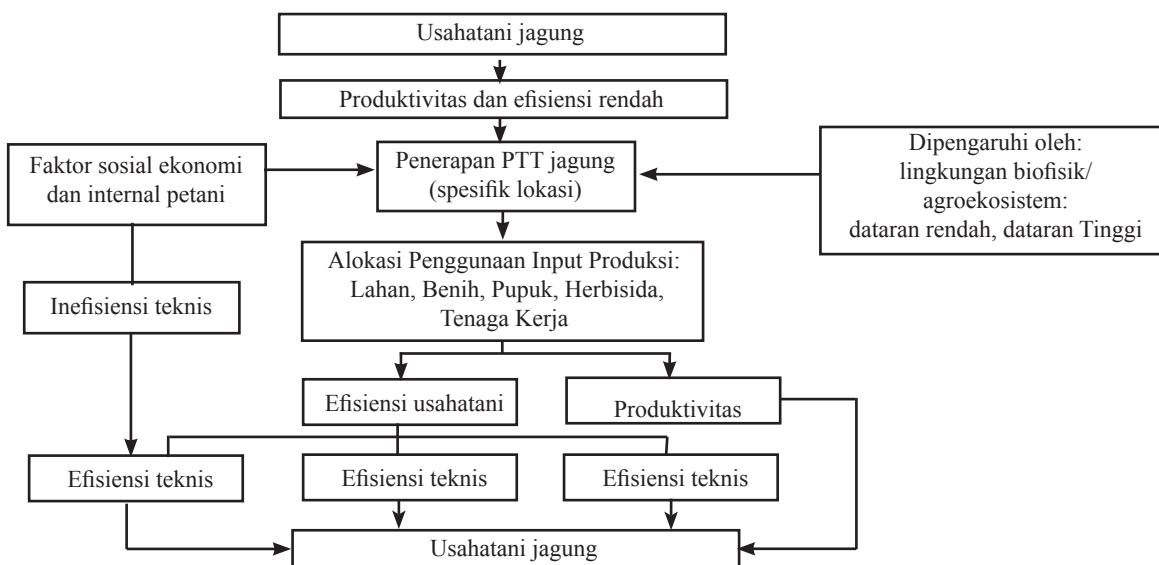 Usahatani jagung
Produktivitas dan efisiensi rendah
Faktor sosial ekonomi
dan internal petani
Penerapan PTT jagung
(spesifik lokasi)
Dipengaruhi oleh:
lingkungan biofisik/
agroekosistem:
dataran rendah, dataran Tinggi
Alokasi Penggunaan Input Produksi:
Lahan, Benih, Pupuk, Herbisida,
Tenaga Kerja
Inefisiensi teknis
Efisiensi usahatani
Produktivitas
Efisiensi teknis
Efisiensi teknis
Efisiensi teknis
Usahatani jagung